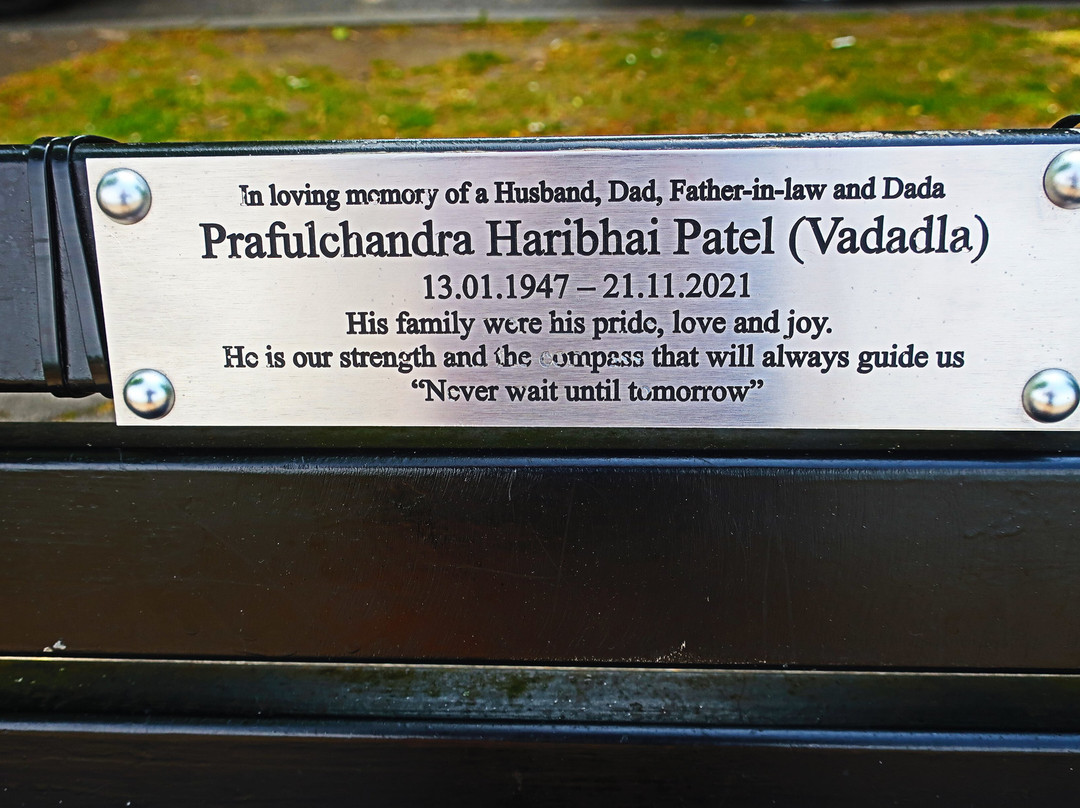 In loving memory of a Husband, Dad, Father-in-law and Dada
Prafulchandra Haribhai Patel (Vadadla)
13.01.1947 – 21.11.2021
His family were his pride, love and joy.
He is our strength and the compass that will always guide us
“Never wait until tomorrow”